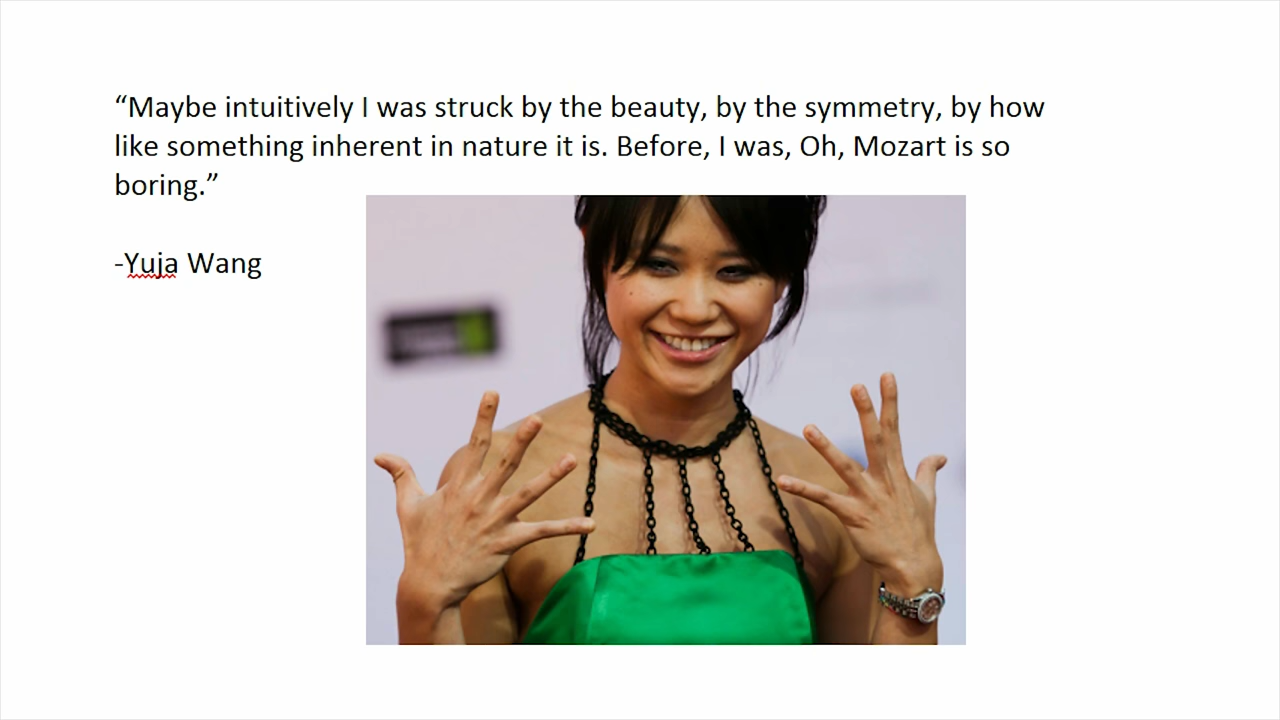 “Maybe intuitively I was struck by the beauty, by the symmetry, by how
like something inherent in nature it is. Before, I was, Oh, Mozart is so
boring.”
-Yuja Wang